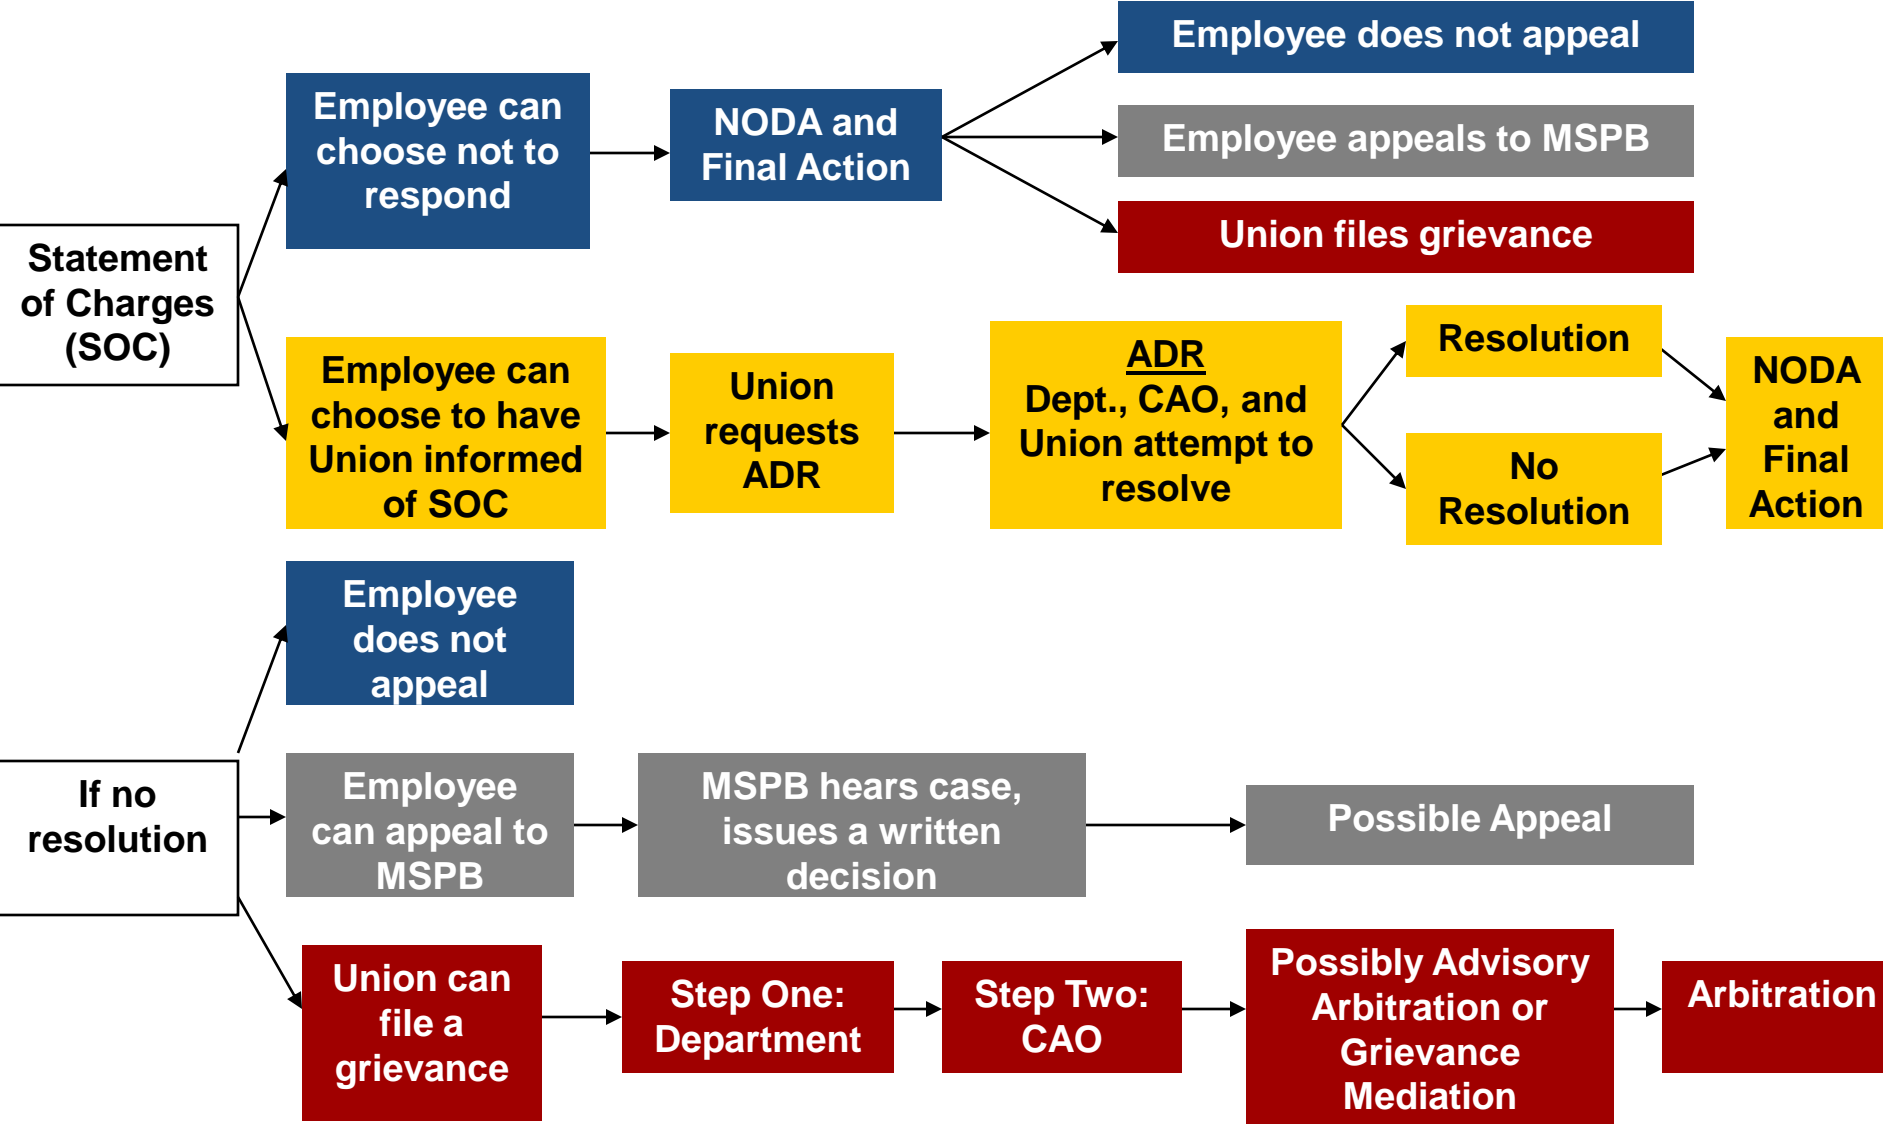 Employee does not appeal
Employee can
choose not to
respond
NODA and
Final Action
Employee appeals to MSPB
Union files grievance
Statement
of Charges
(SOC)
Employee can
choose to have
Union informed
of SOC
Union
requests
ADR
ADR
Dept., CAO, and
Union attempt to
resolve
Resolution
No
Resolution
NODA
and
Final
Action
Employee
does not
appeal
If no
resolution
Employee
can appeal to
MSPB
MSPB hears case,
issues a written
decision
Possible Appeal
Union can
file a
grievance
Step One:
Department
Step Two:
CAO
Possibly Advisory
Arbitration or
Grievance
Mediation
Arbitration